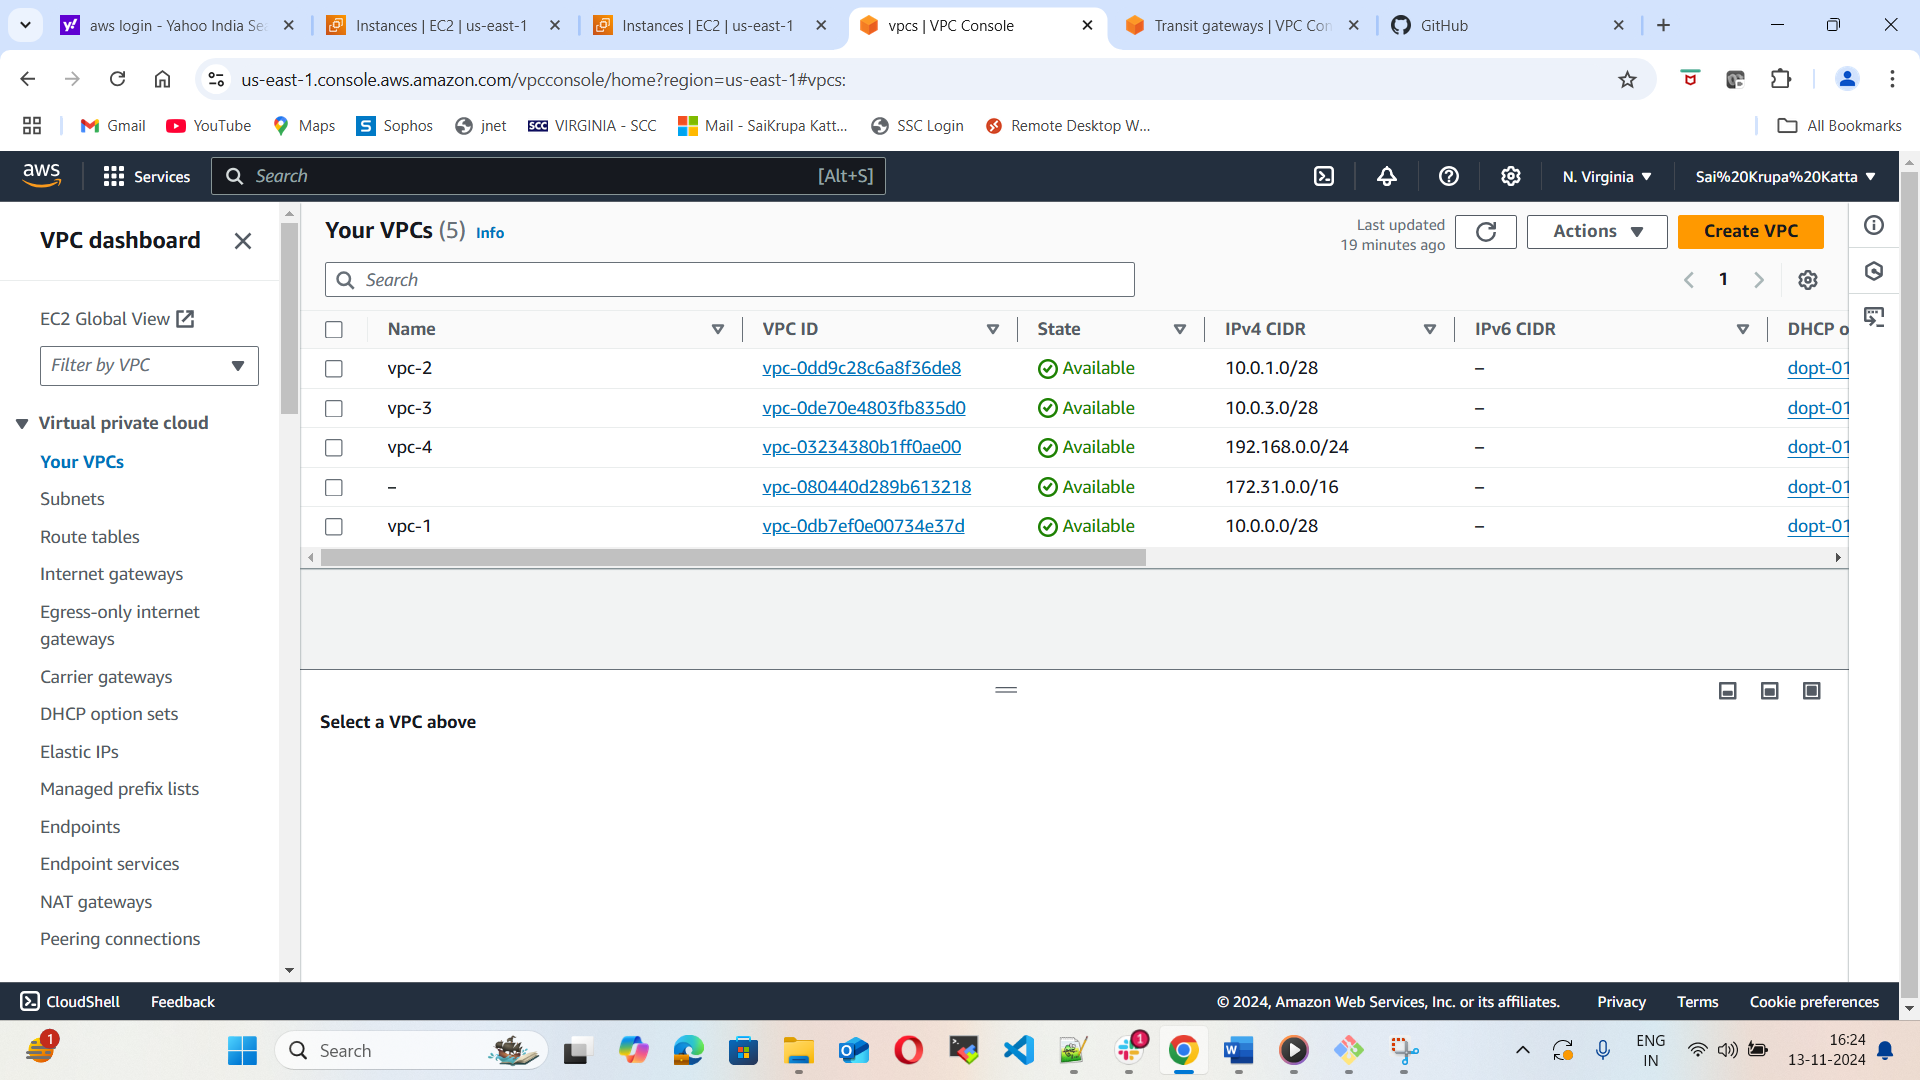 aws login - Yahoo India Sea
Instances | EC2 | us-east-1
Instances | EC2 | us-east-1
vpcs | VPC Console
Transit gateways | VPC Con
GitHub
us-east-1.console.aws.amazon.com/vpcconsole/home?region=us-east-1#vpcs:
Gmail
YouTube
Maps
Sophos
jnet
SCC VIRGINIA - SCC
Mail - SaiKrupa Katt...
SSC Login
Remote Desktop W...
All Bookmarks
aws
Services
Search
[Alt+S]
N. Virginia
Sai%20Krupa%20Katta
VPC dashboard
EC2 Global View
Filter by VPC
Virtual private cloud
Your VPCs
Subnets
Route tables
Internet gateways
Egress-only internet
gateways
Carrier gateways
DHCP option sets
Elastic IPs
Managed prefix lists
Endpoints
Endpoint services
NAT gateways
Peering connections
Your VPCs (5) Info
Last updated
19 minutes ago
Actions
Create VPC
Search
1
Name VPC ID State IPv4 CIDR IPv6 CIDR DHCP o
vpc-2 vpc-0dd9c28c6a8f36de8 Available 10.0.1.0/28 – dopt-01
vpc-3 vpc-0de70e4803fb835d0 Available 10.0.3.0/28 – dopt-01
vpc-4 vpc-03234380b1ff0ae00 Available 192.168.0.0/24 – dopt-01
– vpc-080440d289b613218 Available 172.31.0.0/16 – dopt-01
vpc-1 vpc-0db7ef0e00734e37d Available 10.0.0.0/28 – dopt-01
Select a VPC above
CloudShell
Feedback
© 2024, Amazon Web Services, Inc. or its affiliates.
Privacy
Terms
Cookie preferences
1
Search
1
ENG
IN
16:24
13-11-2024